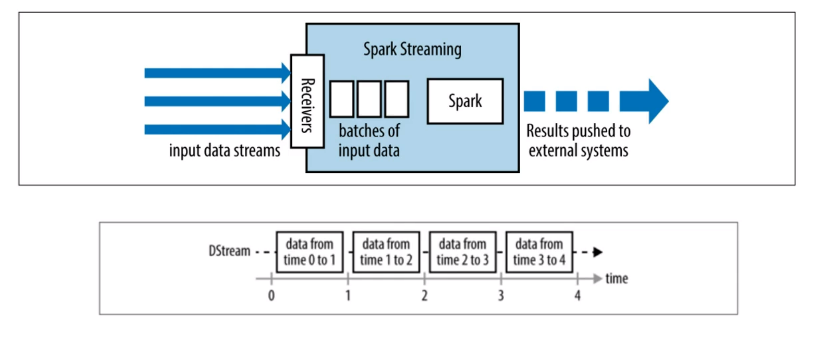 Spark Streaming
Receivers
Spark
input data streams
batches of
input data
Results pushed to
external systems
DStream
data from
time 0 to 1
data from
time 1 to 2
data from
time 2 to 3
data from
time 3 to 4
time
0
1
2
3
4